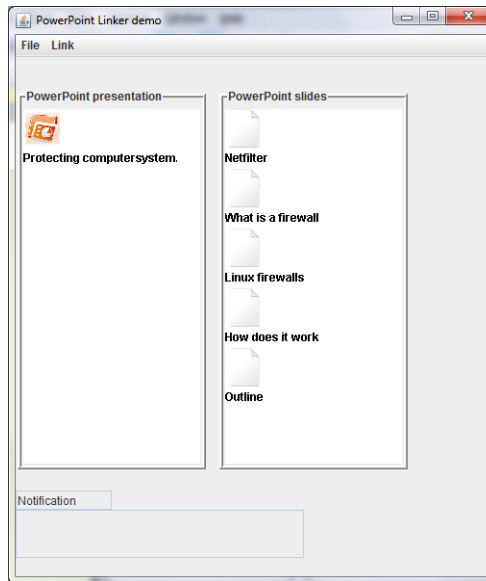 PowerPoint Linker demo
File Link
PowerPoint presentation
PowerPoint slides
Protecting computersystem.
Netfilter
What is a firewall
Linux firewalls
How does it work
Outline
Notification